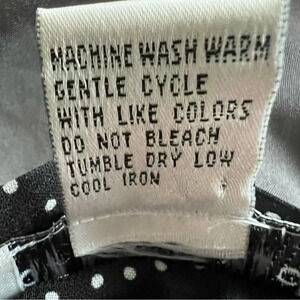 MACHINE WASH WARM
GENTLE CYCLE
WITH LIKE COLORS
DO NOT BLEACH
TUMBLE DRY LOW
COOL IRON